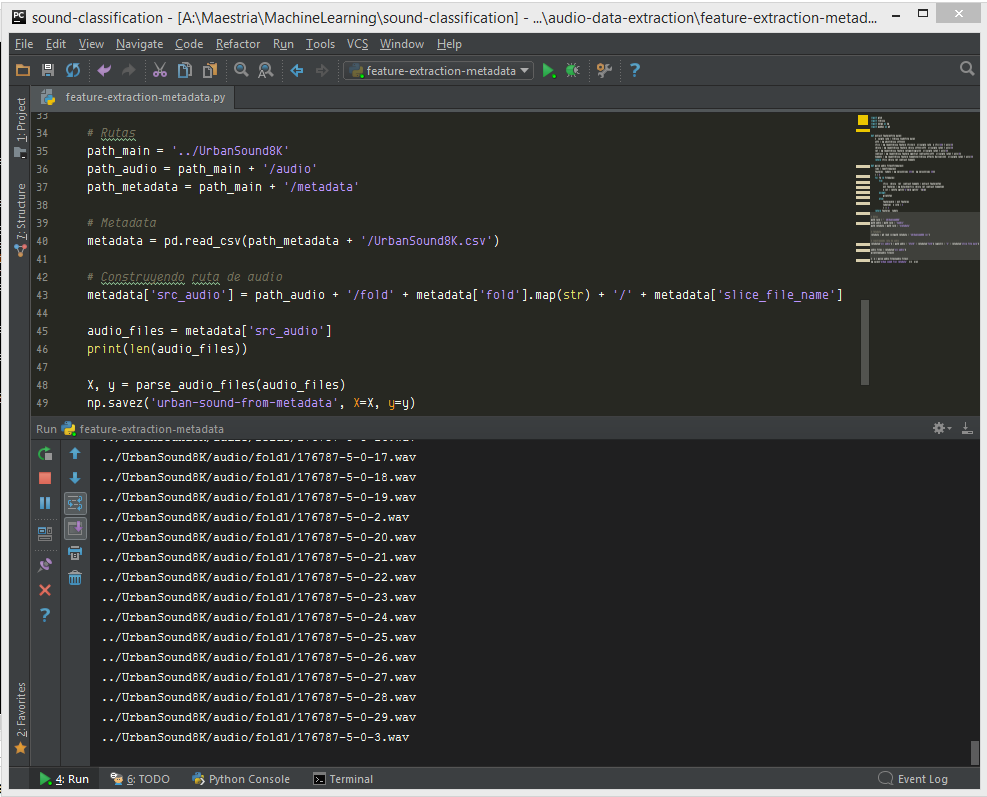 PC sound-classification - [A:\Maestria\MachineLearning\sound-classification] - ...\audio-data-extraction\feature-extraction-metad...
File Edit View Navigate Code Refactor Run Tools VCS Window Help
feature-extraction-metadata
feature-extraction-metadata.py
1: Project
7: Structure
2: Favorites
33
34 # Rutas
35 path_main = '../UrbanSound8K'
36 path_audio = path_main + '/audio'
37 path_metadata = path_main + '/metadata'
38
39 # Metadata
40 metadata = pd.read_csv(path_metadata + '/UrbanSound8K.csv')
41
42 # Construyendo ruta de audio
43 metadata['src_audio'] = path_audio + '/fold' + metadata['fold'].map(str) + '/' + metadata['slice_file_name']
44
45 audio_files = metadata['src_audio']
46 print(len(audio_files))
47
48 X, y = parse_audio_files(audio_files)
49 np.savez('urban-sound-from-metadata', X=X, y=y)
Run feature-extraction-metadata
../UrbanSound8K/audio/fold1/176787-5-0-17.wav
../UrbanSound8K/audio/fold1/176787-5-0-18.wav
../UrbanSound8K/audio/fold1/176787-5-0-19.wav
../UrbanSound8K/audio/fold1/176787-5-0-2.wav
../UrbanSound8K/audio/fold1/176787-5-0-20.wav
../UrbanSound8K/audio/fold1/176787-5-0-21.wav
../UrbanSound8K/audio/fold1/176787-5-0-22.wav
../UrbanSound8K/audio/fold1/176787-5-0-23.wav
../UrbanSound8K/audio/fold1/176787-5-0-24.wav
../UrbanSound8K/audio/fold1/176787-5-0-25.wav
../UrbanSound8K/audio/fold1/176787-5-0-26.wav
../UrbanSound8K/audio/fold1/176787-5-0-27.wav
../UrbanSound8K/audio/fold1/176787-5-0-28.wav
../UrbanSound8K/audio/fold1/176787-5-0-29.wav
../UrbanSound8K/audio/fold1/176787-5-0-3.wav
4: Run 6: TODO Python Console Terminal Event Log